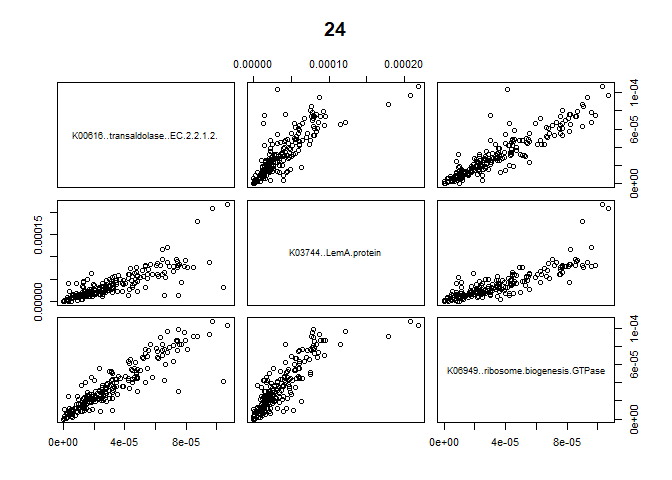 24
0.00000 0.00010 0.00020
K00616..transaldolase..EC.2.2.1.2.
0e+00 6e-05 1e-04
0.00000 0.00015
K03744..LemA.protein
K06949..ribosome.biogenesis.GTPase
0e+00 6e-05 1e-04
0e+00 4e-05 8e-05
0e+00 4e-05 8e-05